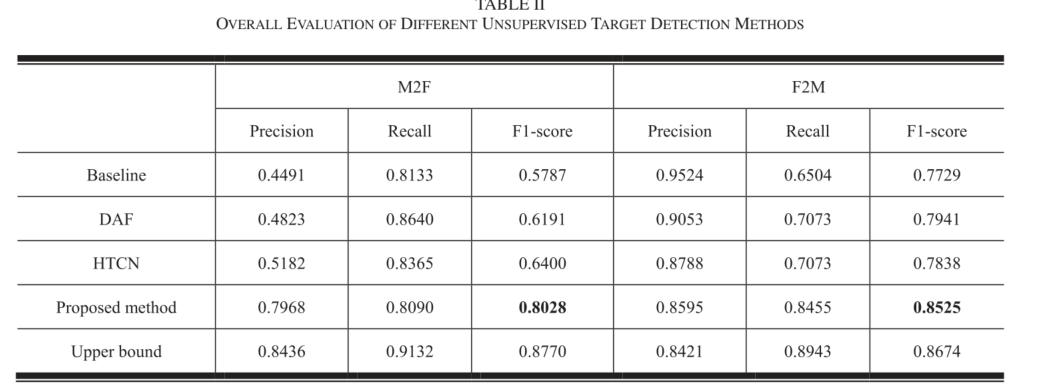 TABLE II
OVERALL EVALUATION OF DIFFERENT UNSUPERVISED TARGET DETECTION METHODS
M2F F2M
Precision Recall F1-score Precision Recall F1-score
Baseline 0.4491 0.8133 0.5787 0.9524 0.6504 0.7729
DAF 0.4823 0.8640 0.6191 0.9053 0.7073 0.7941
HTCN 0.5182 0.8365 0.6400 0.8788 0.7073 0.7838
Proposed method 0.7968 0.8090 0.8028 0.8595 0.8455 0.8525
Upper bound 0.8436 0.9132 0.8770 0.8421 0.8943 0.8674